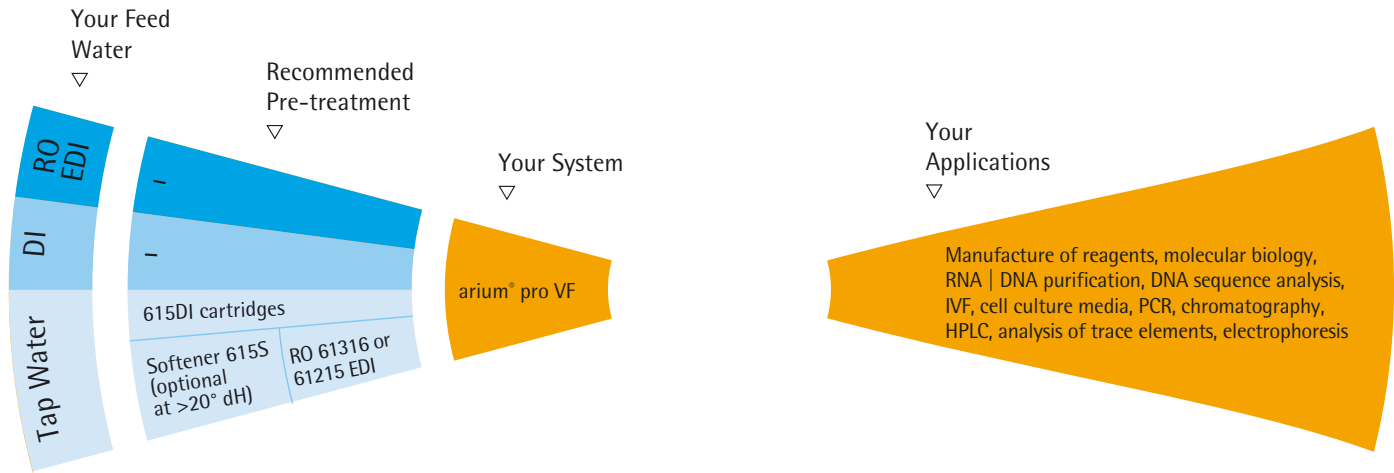 Your Feed
Water
▽
Recommended
Pre-treatment
▽
Your System
▽
Your
Applications
▽
RO
EDI
DI
Tap Water
–
–
615DI cartridges
Softener 615S
(optional
at >20° dH)
RO 61316 or
61215 EDI
arium® pro VF
Manufacture of reagents, molecular biology,
RNA | DNA purification, DNA sequence analysis,
IVF, cell culture media, PCR, chromatography,
HPLC, analysis of trace elements, electrophoresis